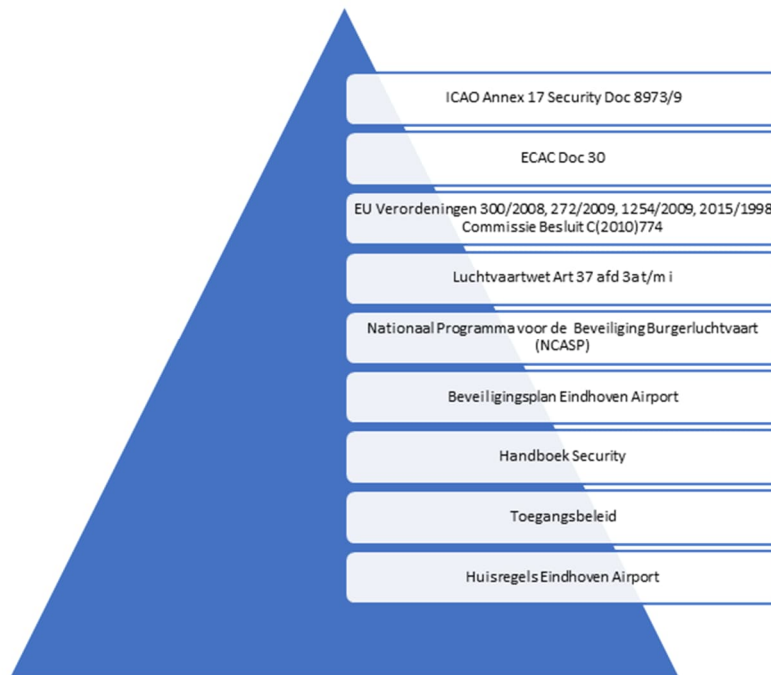 ICAO Annex 17 Security Doc 8973/9
ECAC Doc 30
EU Verordeningen 300/2008, 272/2009, 1254/2009, 2015/1998
Commissie Besluit C(2010)774
Luchtvaartwet Art 37 afd 3a t/m i
Nationaal Programma voor de Beveiliging Burgerluchtvaart
(NCASP)
Beveiligingsplan Eindhoven Airport
Handboek Security
Toegangsbeleid
Huisregels Eindhoven Airport